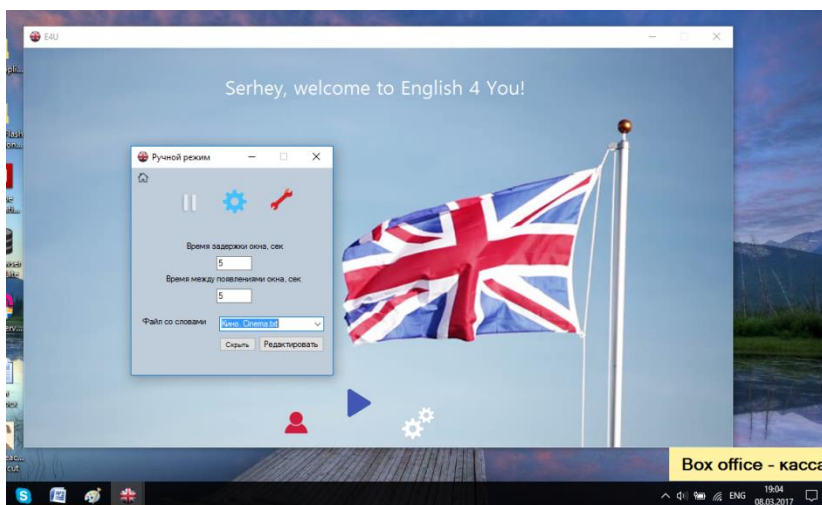 E4U
Serhey, welcome to English 4 You!
Ручной режим
Время задержки окна, сек
5
Время между появлениями окна, сек
5
Файл со словами
Кино. Cinema.txt
Скрыть
Редактировать
Box office - касса
ENG
19:04
08.03.2017